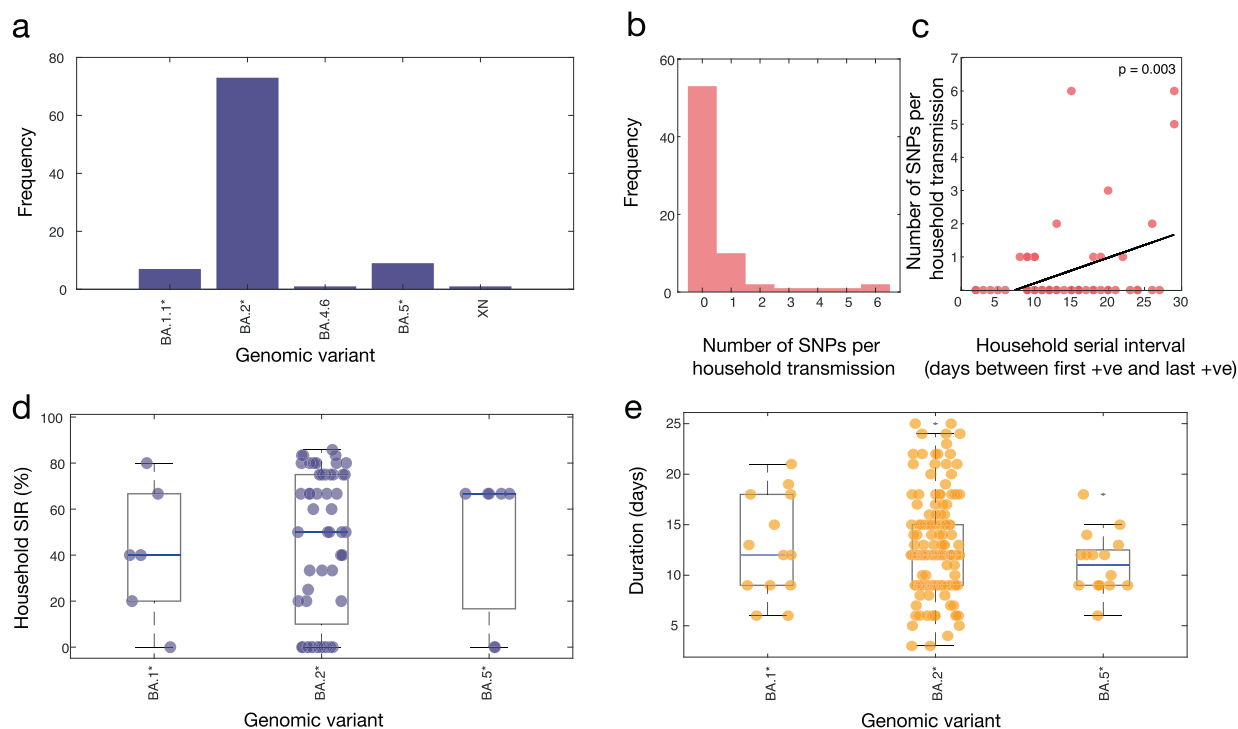 a
80
60
40
20
0
Frequency
BA.1.1.*
BA.2*
BA.4.6
BA.5*
XN
Genomic variant
b
60
40
20
0
Frequency
0 1 2 3 4 5 6
Number of SNPs per
household transmission
c
7
6
5
4
3
2
1
p = 0.003
Number of SNPs per
household transmission
0 5 10 15 20 25 30
Household serial interval
(days between first +ve and last +ve)
d
100
80
60
40
20
0
Household SIR (%)
BA.1*
BA.2*
BA.5*
Genomic variant
e
25
20
15
10
5
Duration (days)
BA.1*
BA.2*
BA.5*
Genomic variant